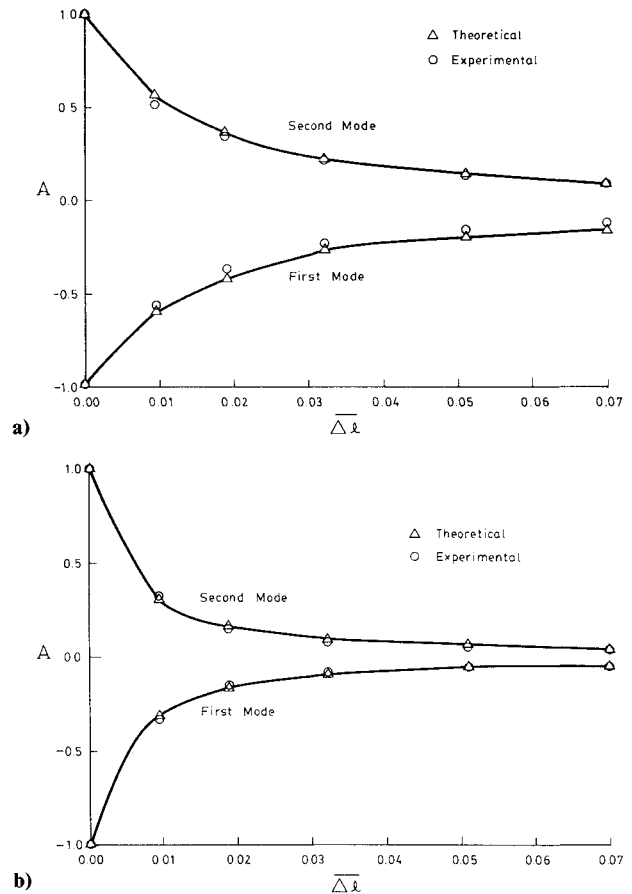 1.0
△ Theoretical
○ Experimental
0.5
Second Mode
A
0.0
First Mode
-0.5
-1.0
0.00 0.01 0.02 0.03 0.04 0.05 0.06 0.07
a)
Δℓ
1.0
△ Theoretical
○ Experimental
0.5
Second Mode
A
0.0
First Mode
-0.5
-1.0
0.00 0.01 0.02 0.03 0.04 0.05 0.06 0.07
b)
Δℓ